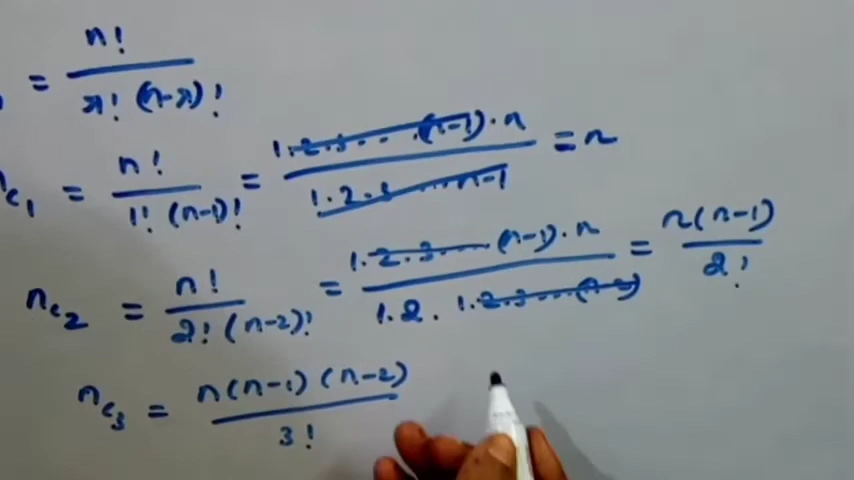 = n! / r! (n-r)!
nC₁ = n! / 1! (n-1)! = 1.2.3... .(n-1).n / 1.2.3....n-1 = n
nC₂ = n! / 2! (n-2)! = 1.2.3..... (n-1).n / 1.2. 1.2.3....(n-2) = n(n-1) / 2!
nC₃ = n(n-1) (n-2) / 3!